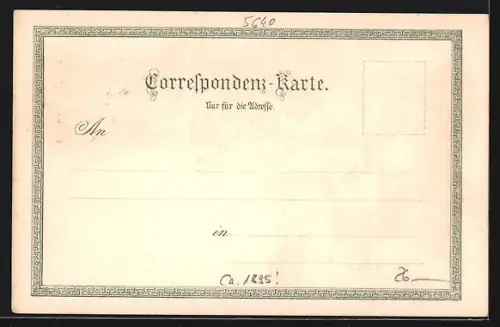 5640
Correſpondenz-Karte.
Nur für die Adreſſe.
An
in
Ca. 1895!
26—